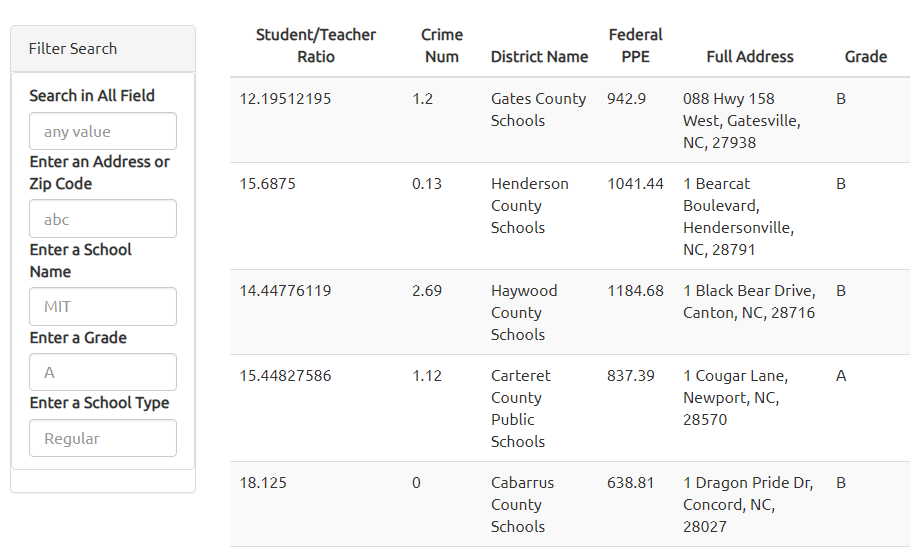 Filter Search
Search in All Field
any value
Enter an Address or
Zip Code
abc
Enter a School
Name
MIT
Enter a Grade
A
Enter a School Type
Regular
Student/Teacher Crime Federal
Ratio Num District Name PPE Full Address Grade
12.19512195 1.2 Gates County 942.9 088 Hwy 158 B
Schools West, Gatesville,
NC, 27938
15.6875 0.13 Henderson 1041.44 1 Bearcat B
County Boulevard,
Schools Hendersonville,
NC, 28791
14.44776119 2.69 Haywood 1184.68 1 Black Bear Drive, B
County Canton, NC, 28716
Schools
15.44827586 1.12 Carteret 837.39 1 Cougar Lane, A
County Newport, NC,
Public 28570
Schools
18.125 0 Cabarrus 638.81 1 Dragon Pride Dr, B
County Concord, NC,
Schools 28027